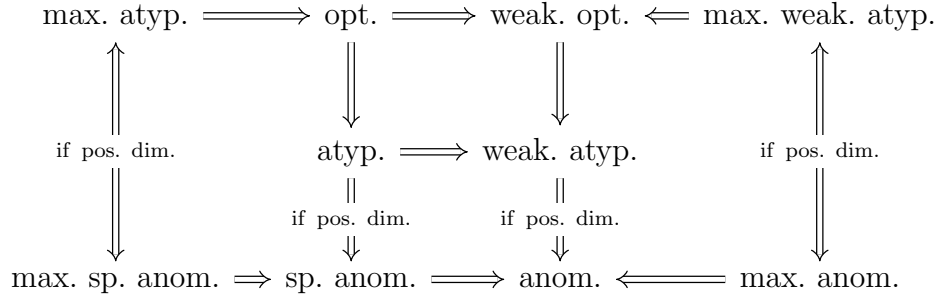 max. atyp. opt. weak. opt. max. weak. atyp.
if pos. dim. atyp. weak. atyp. if pos. dim.
if pos. dim. if pos. dim.
max. sp. anom. sp. anom. anom. max. anom.